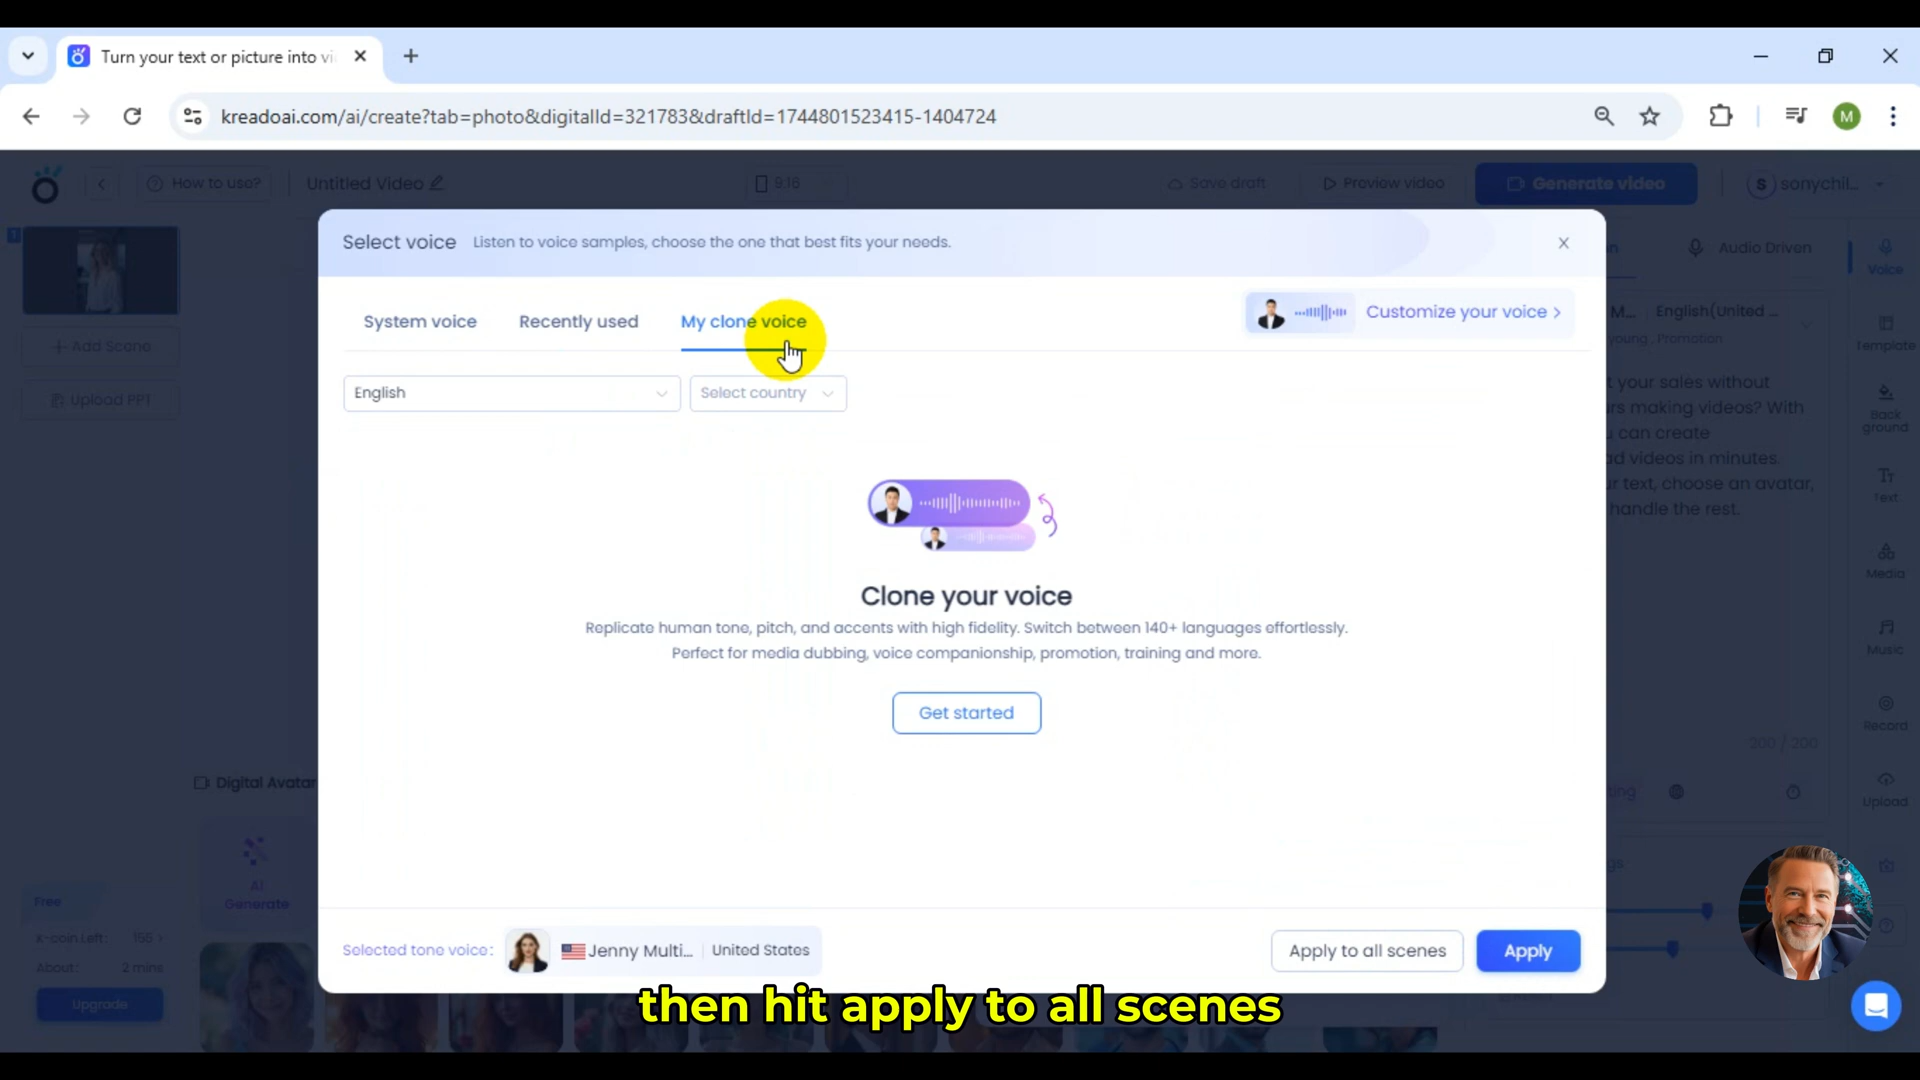 Turn your text or picture into vi
kreadoai.com/ai/create?tab=photo&digitalId=321783&draftId=1744801523415-1404724
M
How to use?
Untitled Video
9:16
Save draft
Preview video
Generate video
S
sonychil...
1
Select voice
Listen to voice samples, choose the one that best fits your needs.
Audio Driven
Voice
System voice
Recently used
My clone voice
Customize your voice >
M...
English(United ...
young , Promotion
Template
+ Add Scene
Upload PPT
English
Select country
t your sales without
rs making videos? With
u can create
ad videos in minutes.
r text, choose an avatar,
handle the rest.
Back
ground
Text
Media
Music
Record
Upload
Clone your voice
Replicate human tone, pitch, and accents with high fidelity. Switch between 140+ languages effortlessly.
Perfect for media dubbing, voice companionship, promotion, training and more.
Get started
200 / 200
Digital Avatar
AI
Generate
Free
K-coin Left: 155 >
About: 2 mins
Upgrade
Selected tone voice:
Jenny Multi...
United States
Apply to all scenes
Apply
then hit apply to all scenes